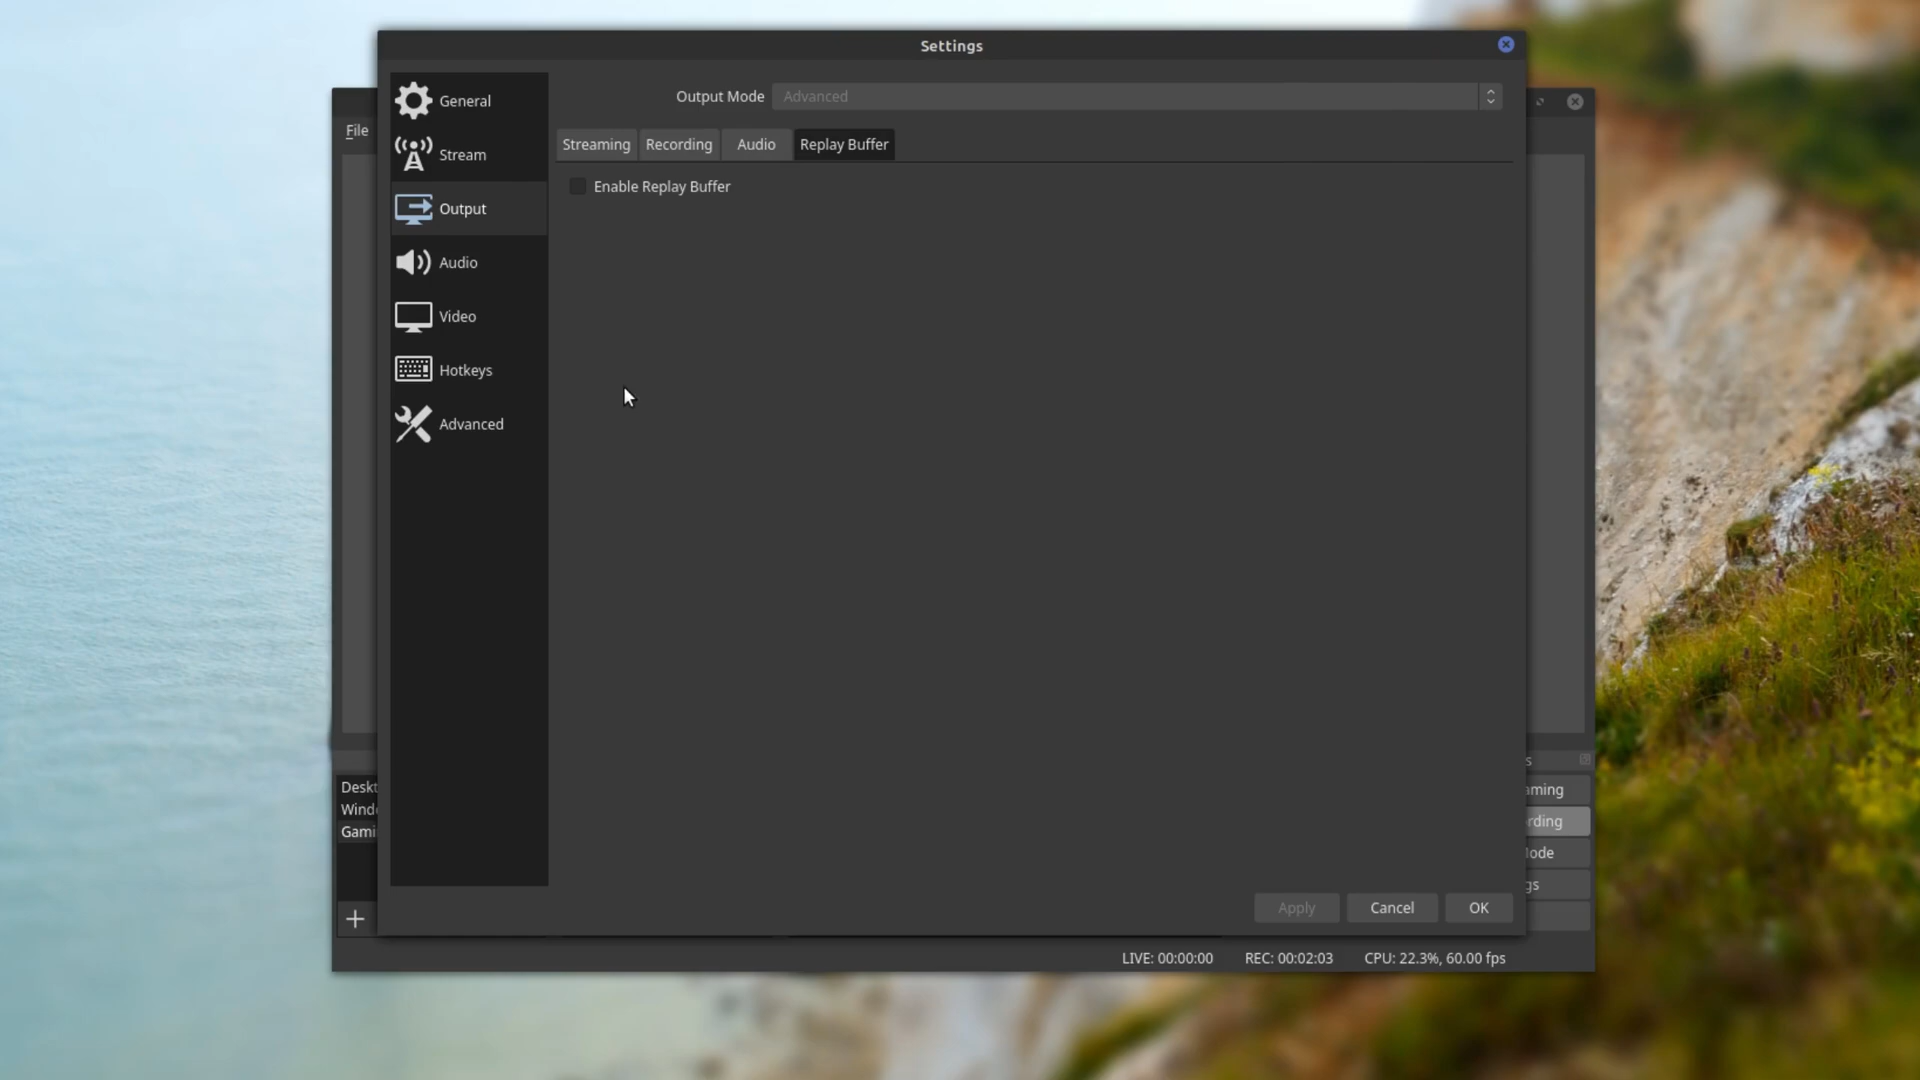 Settings
General
Stream
Output
Audio
Video
Hotkeys
Advanced
Output Mode
Advanced
Streaming
Recording
Audio
Replay Buffer
Enable Replay Buffer
Apply
Cancel
OK
File
Deskt
Wind
Gami
s
aming
rding
ode
gs
LIVE: 00:00:00
REC: 00:02:03
CPU: 22.3%, 60.00 fps